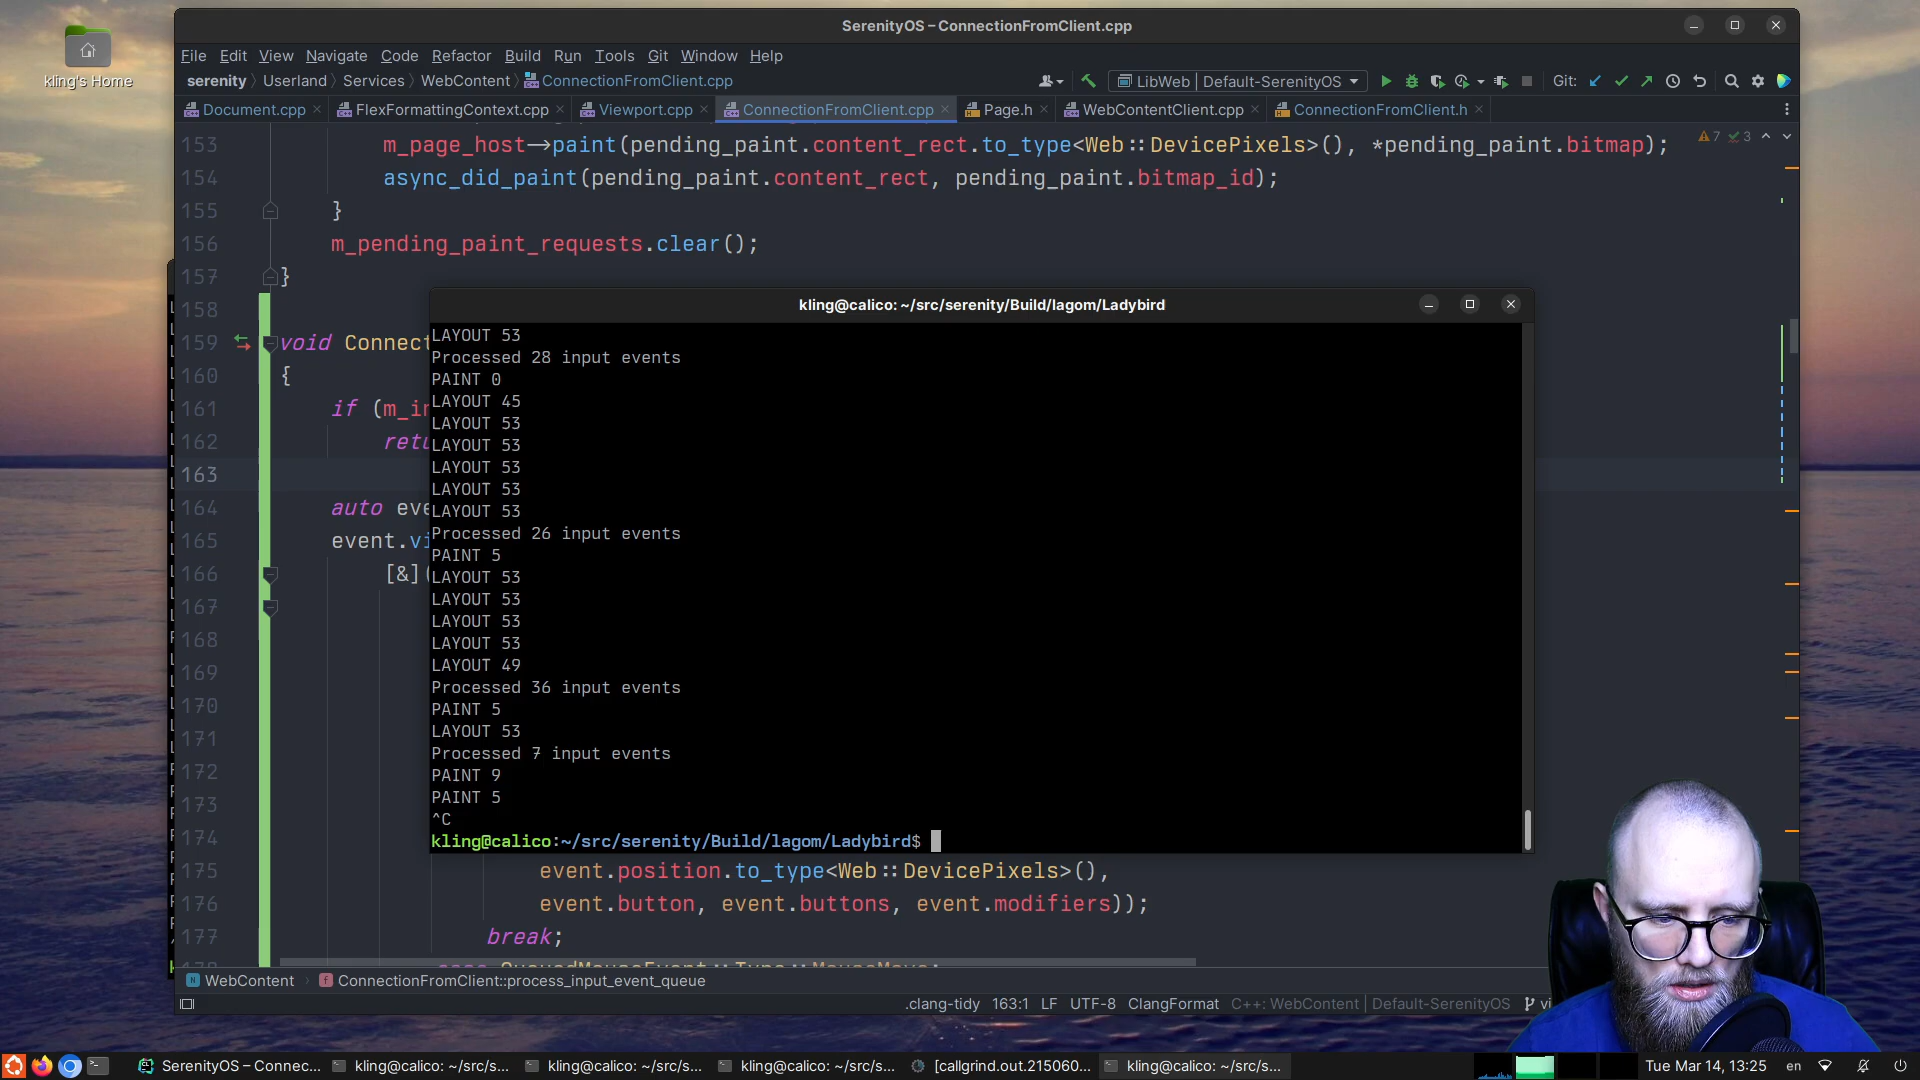 SerenityOS – ConnectionFromClient.cpp
kling's Home
File Edit View Navigate Code Refactor Build Run Tools Git Window Help
serenity Userland Services WebContent ConnectionFromClient.cpp
LibWeb | Default-SerenityOS
Git:
Document.cpp FlexFormattingContext.cpp Viewport.cpp ConnectionFromClient.cpp Page.h WebContentClient.cpp ConnectionFromClient.h
153 m_page_host->paint(pending_paint.content_rect.to_type<Web::DevicePixels>(), *pending_paint.bitmap);
7 3
154 async_did_paint(pending_paint.content_rect, pending_paint.bitmap_id);
155 }
156 m_pending_paint_requests.clear();
157 }
158
159 void Connect
160 {
161 if (m_in
162 retu
163
164 auto eve
165 event.vi
166 [&](
167
168
169
170
171
172
173
174
kling@calico: ~/src/serenity/Build/lagom/Ladybird
LAYOUT 53
Processed 28 input events
PAINT 0
LAYOUT 45
LAYOUT 53
LAYOUT 53
LAYOUT 53
LAYOUT 53
LAYOUT 53
Processed 26 input events
PAINT 5
LAYOUT 53
LAYOUT 53
LAYOUT 53
LAYOUT 53
LAYOUT 49
Processed 36 input events
PAINT 5
LAYOUT 53
Processed 7 input events
PAINT 9
PAINT 5
^C
kling@calico:~/src/serenity/Build/lagom/Ladybird$
175 event.position.to_type<Web::DevicePixels>(),
176 event.button, event.buttons, event.modifiers));
177 break;
WebContent ConnectionFromClient::process_input_event_queue
.clang-tidy 163:1 LF UTF-8 ClangFormat C++: WebContent | Default-SerenityOS vi
SerenityOS – Connec... kling@calico: ~/src/s... kling@calico: ~/src/s... kling@calico: ~/src/s... [callgrind.out.215060... kling@calico: ~/src/s... Tue Mar 14, 13:25 en